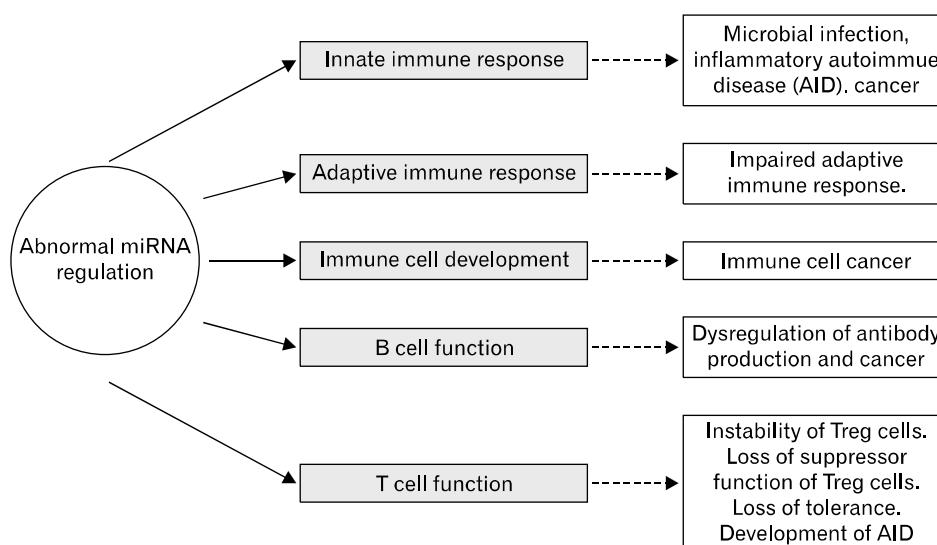 Abnormal miRNA
regulation
Innate immune response
Microbial infection,
inflammatory autoimmue
disease (AID). cancer
Adaptive immune response
Impaired adaptive
immune response.
Immune cell development
Immune cell cancer
B cell function
Dysregulation of antibody
production and cancer
T cell function
Instability of Treg cells.
Loss of suppressor
function of Treg cells.
Loss of tolerance.
Development of AID